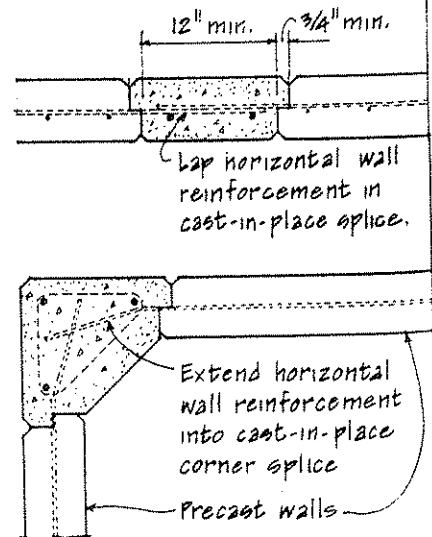 12" min. 3/4" min.
Lap horizontal wall
reinforcement in
cast-in-place splice.
Extend horizontal
wall reinforcement
into cast-in-place
corner splice
Precast walls